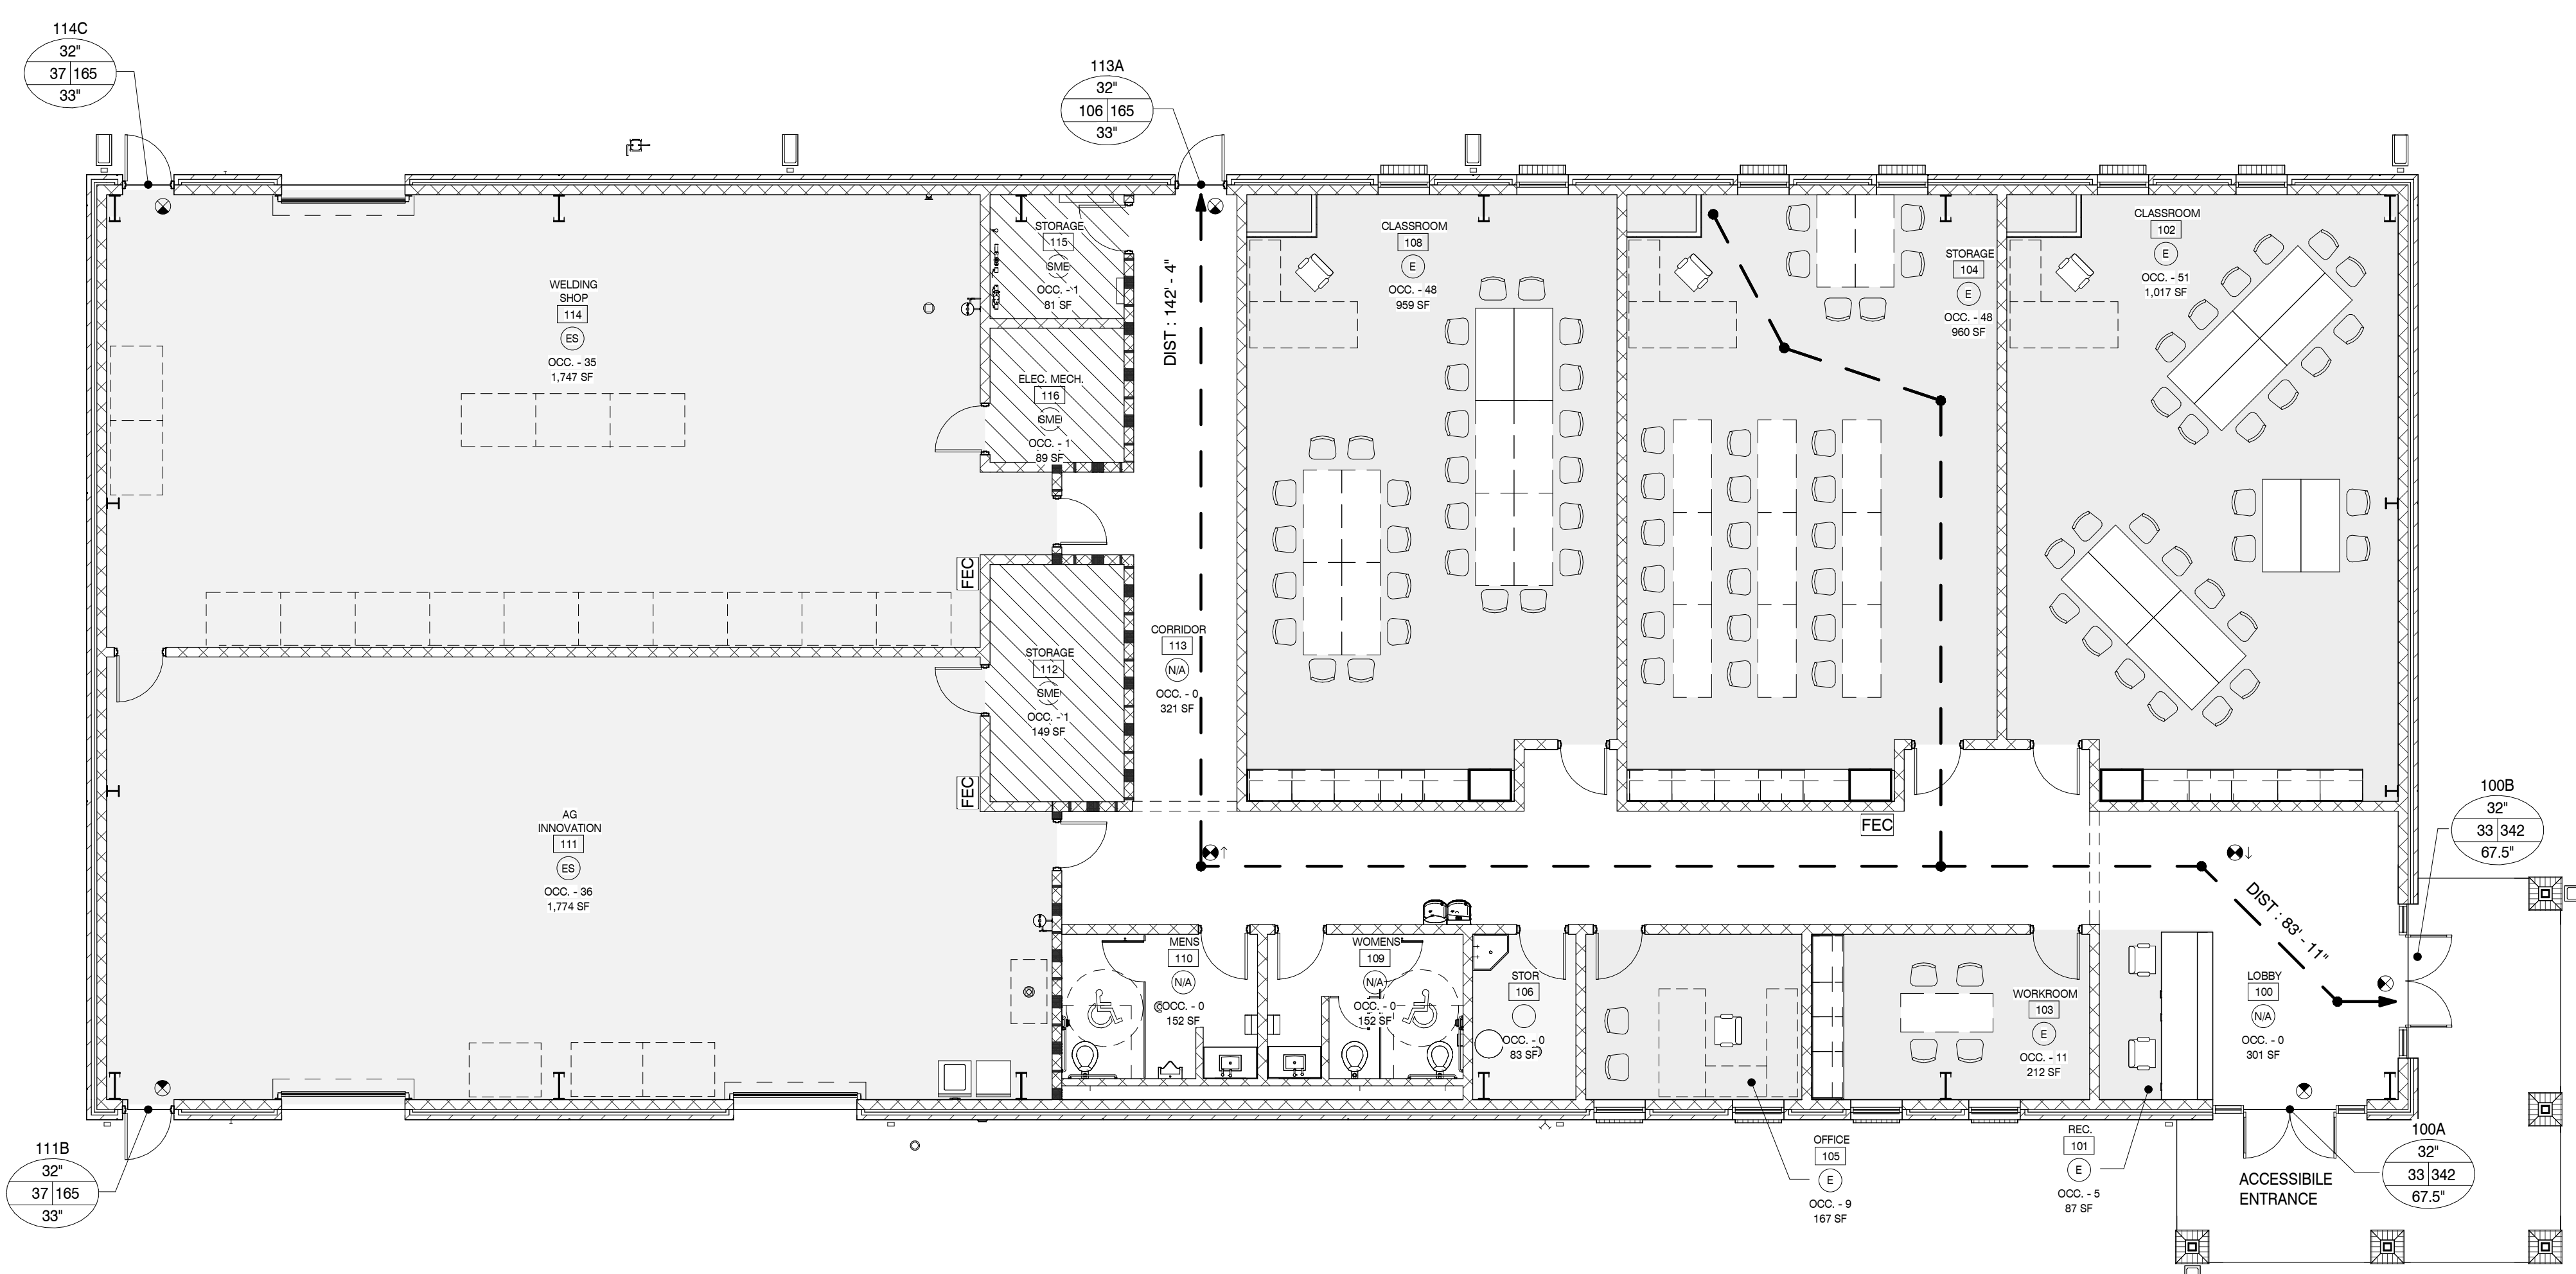 114C
32"
37 165
33"
113A
32"
106 165
33"
WELDING
SHOP
114
ES
OCC. - 35
1,747 SF
STORAGE
115
SME
OCC. - 1
81 SF
ELEC. MECH.
116
SME
OCC. - 1
89 SF
DIST : 142' - 4"
CLASSROOM
108
E
OCC. - 48
959 SF
STORAGE
104
E
OCC. - 48
960 SF
CLASSROOM
102
E
OCC. - 51
1,017 SF
FEC
STORAGE
112
SME
OCC. - 1
149 SF
CORRIDOR
113
N/A
OCC. - 0
321 SF
FEC
FEC
AG
INNOVATION
111
ES
OCC. - 36
1,774 SF
100B
32"
33 342
67.5"
MENS
110
N/A
OCC. - 0
152 SF
WOMENS
109
N/A
OCC. - 0
152 SF
STOR
106
OCC. - 0
83 SF
WORKROOM
103
E
OCC. - 11
212 SF
DIST : 83' - 11"
LOBBY
100
N/A
OCC. - 0
301 SF
111B
32"
37 165
33"
OFFICE
105
E
OCC. - 9
167 SF
REC.
101
E
OCC. - 5
87 SF
ACCESSIBILE
ENTRANCE
100A
32"
33 342
67.5"